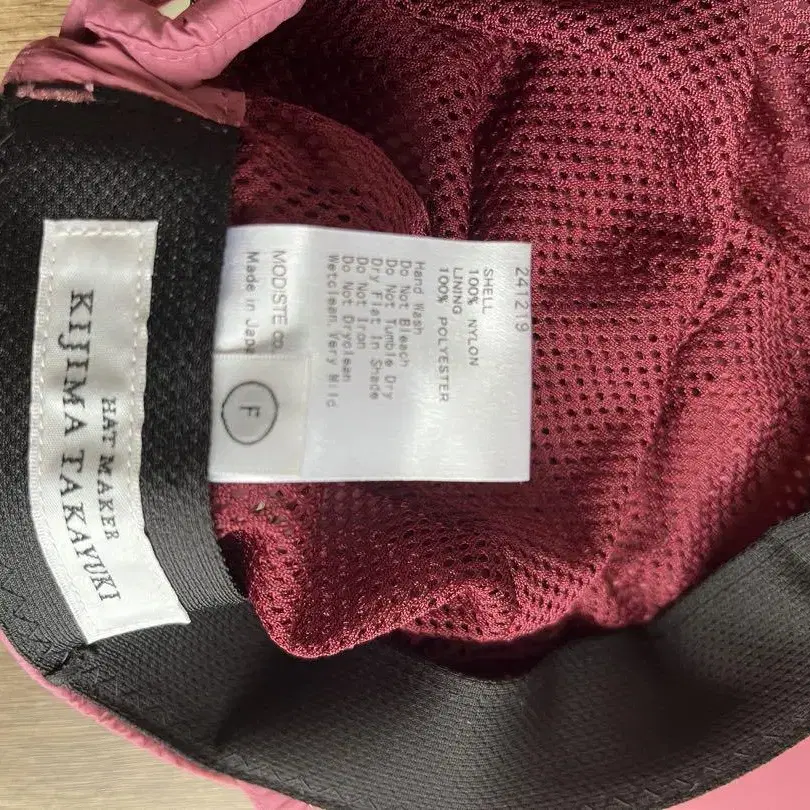 KIJIMA TAKAYUKI
HAT MAKER
241219
SHELL
100% NYLON
LINING
100% POLYESTER
Hand Wash
Do Not Bleach
Do Not Tumble Dry
Dry Flat In Shade
Do Not Iron
Do Not Dryclean
Wetclean, Very Mild
MODISTE CO
Made in Japa
F